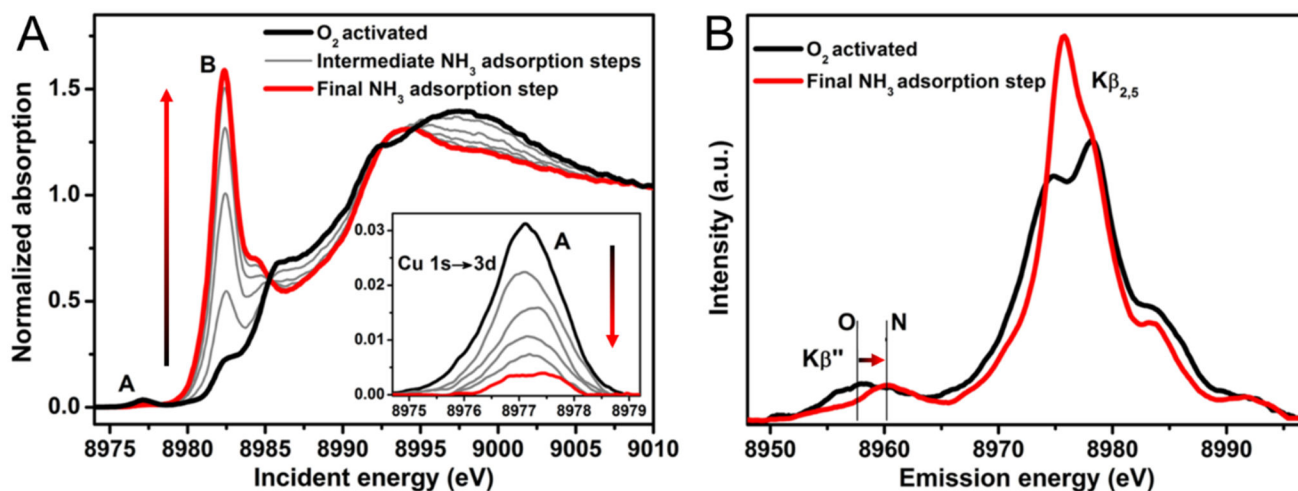 A
O₂ activated
Intermediate NH₃ adsorption steps
Final NH₃ adsorption step
B
A
Normalized absorption
1.5
1.0
0.5
0.0
8975
8980
8985
8990
8995
9000
9005
9010
Incident energy (eV)
0.03
0.02
0.01
0.00
Cu 1s→3d
A
8975
8976
8977
8978
8979
B
O₂ activated
Final NH₃ adsorption step
Kβ₂,₅
O
N
Kβ"
Intensity (a.u.)
8950
8960
8970
8980
8990
Emission energy (eV)